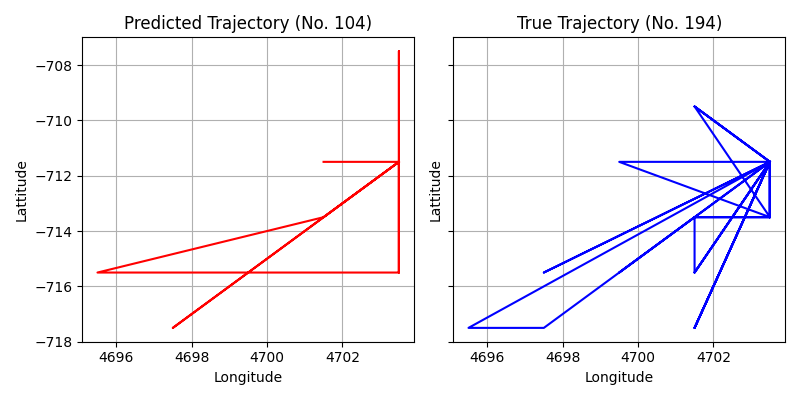 Predicted Trajectory (No. 104)
True Trajectory (No. 194)
−708
−710
−712
−714
−716
−718
Lattitude
Lattitude
4696
4698
4700
4702
4696
4698
4700
4702
Longitude
Longitude